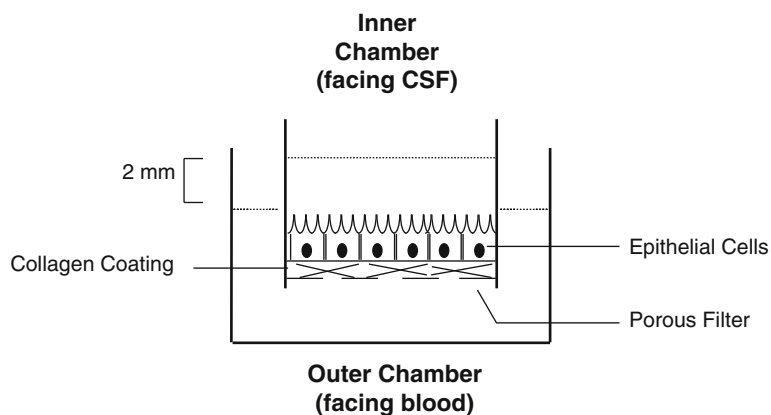 Inner
Chamber
(facing CSF)
2 mm
Epithelial Cells
Collagen Coating
Porous Filter
Outer Chamber
(facing blood)